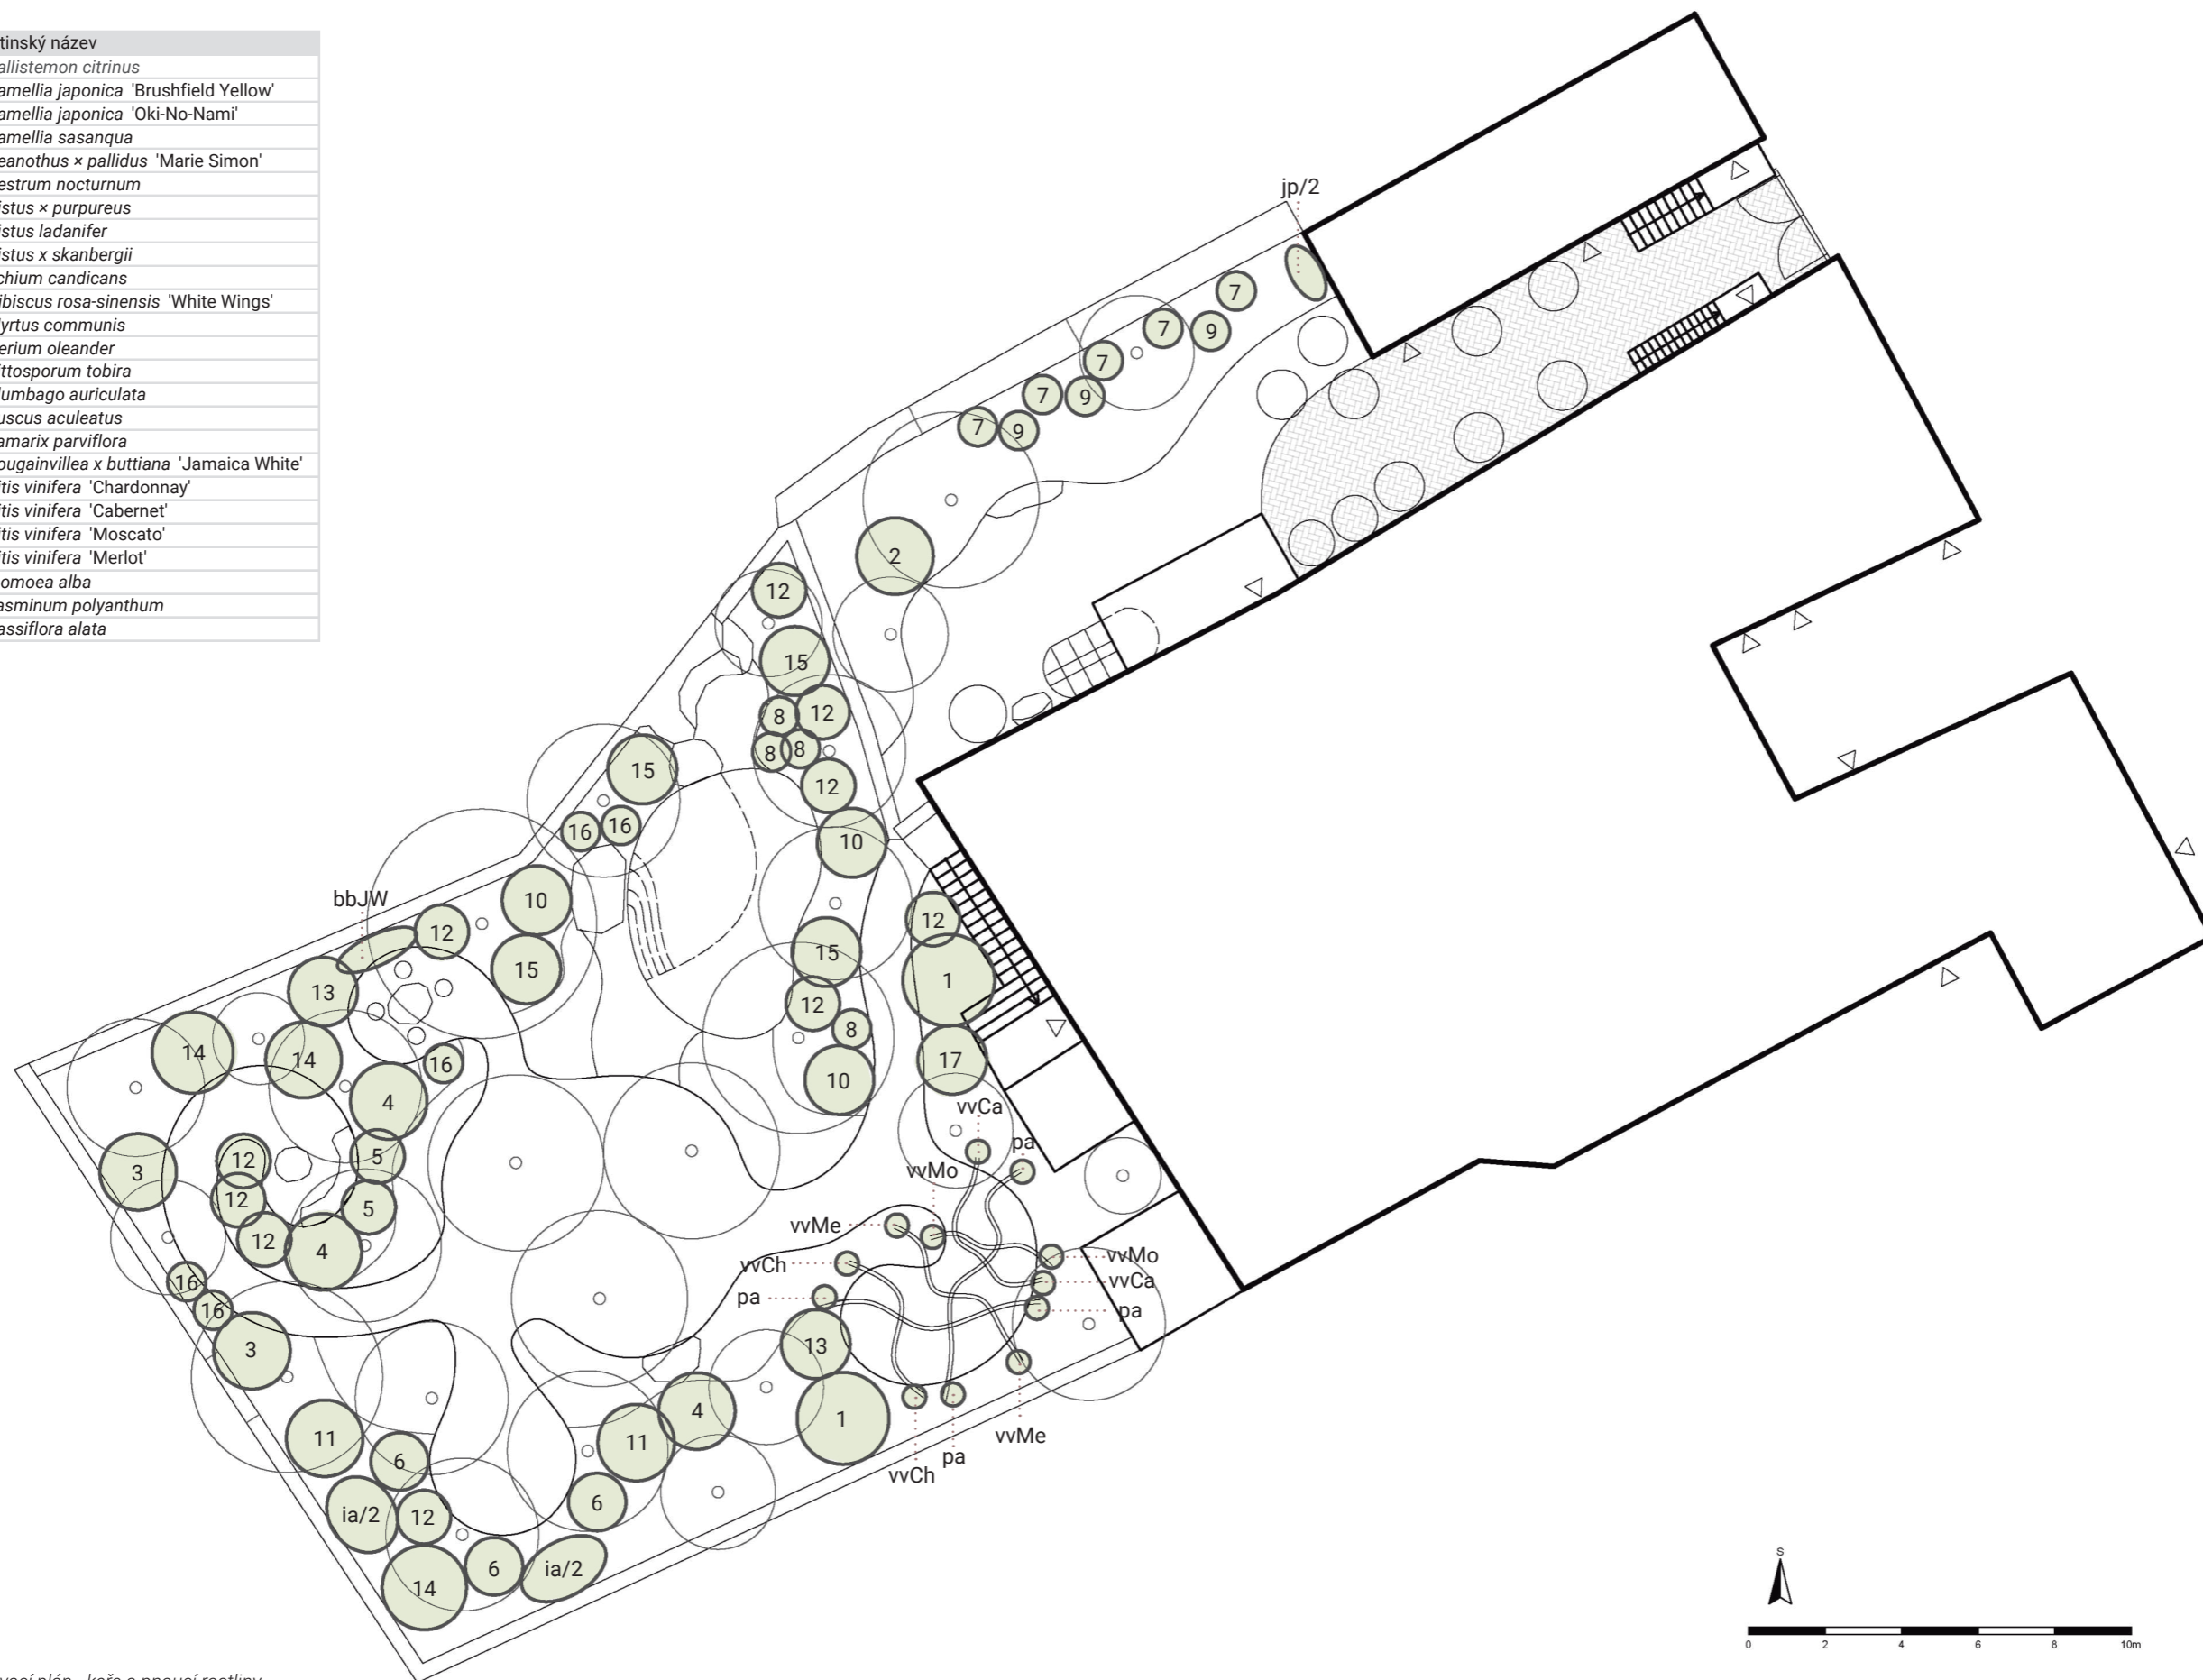 tinský název
allistemon citrinus
amellia japonica 'Brushfield Yellow'
amellia japonica 'Oki-No-Nami'
amellia sasanqua
eanothus × pallidus 'Marie Simon'
estrum nocturnum
istus × purpureus
istus ladanifer
istus x skanbergii
chium candicans
ibiscus rosa-sinensis 'White Wings'
yrtus communis
erium oleander
ittosporum tobira
lumbago auriculata
uscus aculeatus
amarix parviflora
ougainvillea x buttiana 'Jamaica White'
itis vinifera 'Chardonnay'
itis vinifera 'Cabernet'
itis vinifera 'Moscato'
itis vinifera 'Merlot'
omoea alba
asminum polyanthum
assiflora alata
jp/2
7
7 9
7
7 9
7 9
2
12
15
8 12
8 8
15
12
16 16
10
bbJW
10
12
12
15
15
13
1
12
8
14 14
16
17
10
4
vvCa
pa
12 5
3
vvMo
12 5
vvMe
12 4
vvCh
vvMo
16
vvCa
pa
16
pa
3
13
4
1
11
11
vvMe
6
pa
vvCh
6
ia/2 12
6 ia/2
14
S
0 2 4 6 8 10m